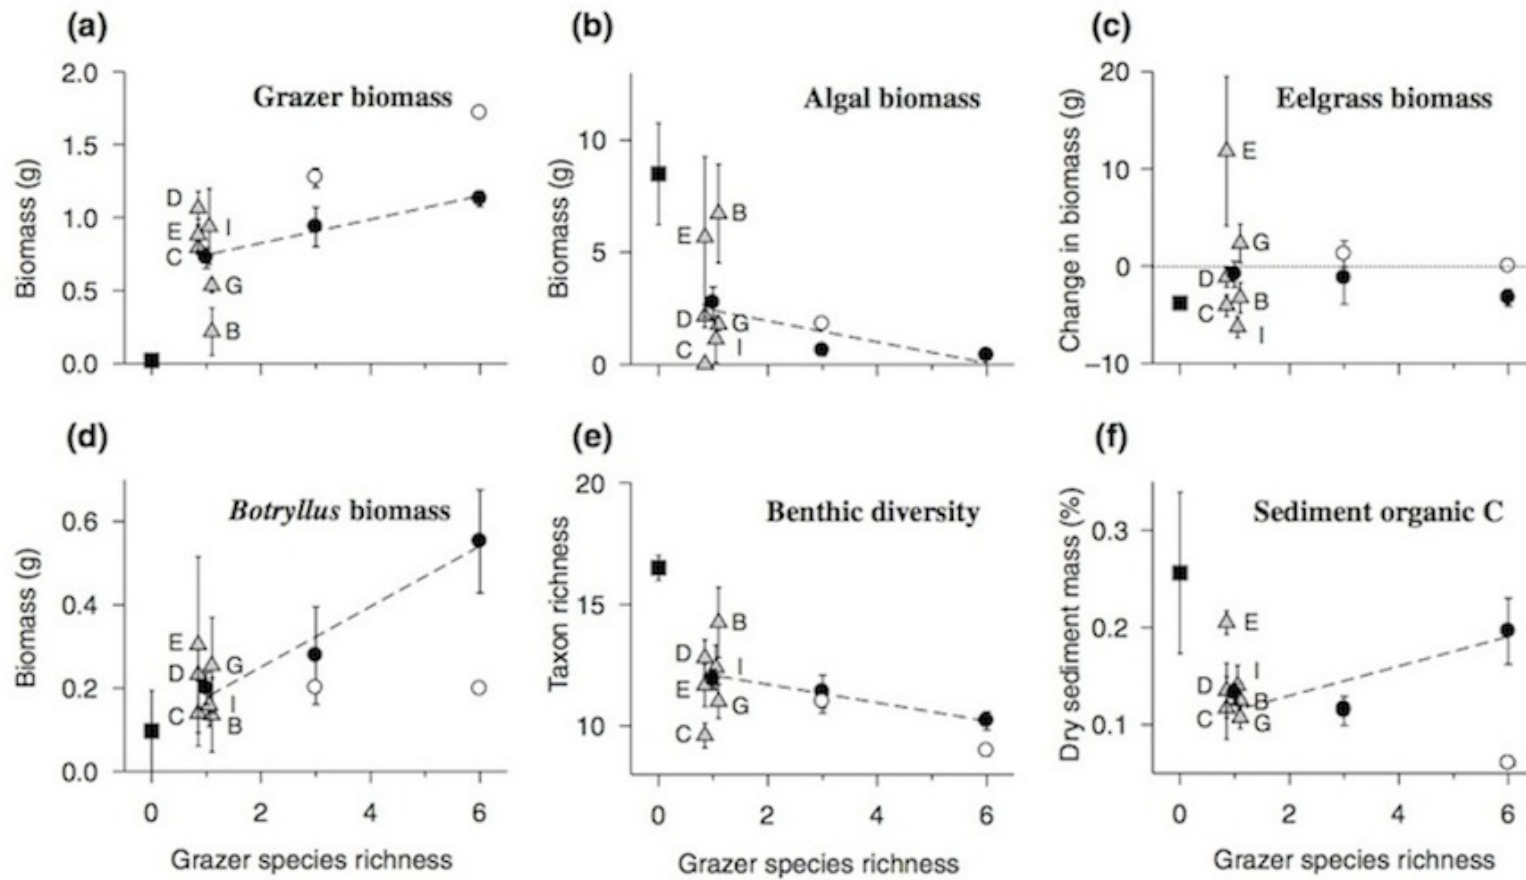 (a) (b) (c)
Grazer biomass
Biomass (g)
2.0
1.5
1.0
0.5
0.0
D
E
I
C
G
B
Algal biomass
Biomass (g)
10
5
0
B
E
D
G
C
I
Eelgrass biomass
Change in biomass (g)
20
10
0
–10
E
G
D
B
C
I
(d) (e) (f)
Botryllus biomass
Biomass (g)
0.6
0.4
0.2
0.0
E
G
D
I
C
B
0 2 4 6
Grazer species richness
Benthic diversity
Taxon richness
20
15
10
B
D
I
E
G
C
0 2 4 6
Grazer species richness
Sediment organic C
Dry sediment mass (%)
0.3
0.2
0.1
E
I
D
B
C
G
0 2 4 6
Grazer species richness